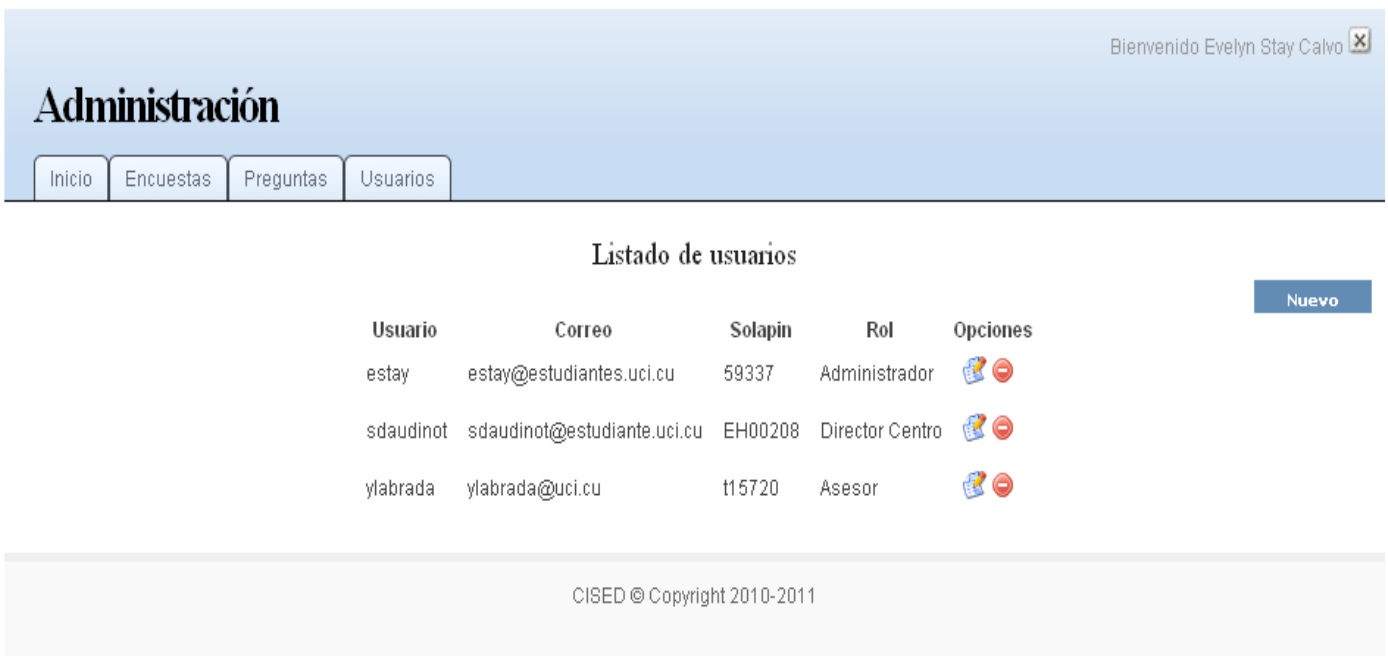 Bienvenido Evelyn Stay Calvo
Administración
Inicio Encuestas Preguntas Usuarios
Listado de usuarios
Nuevo
Usuario Correo Solapin Rol Opciones
estay estay@estudiantes.uci.cu 59337 Administrador
sdaudinot sdaudinot@estudiante.uci.cu EH00208 Director Centro
ylabrada ylabrada@uci.cu t15720 Asesor
CISED © Copyright 2010-2011